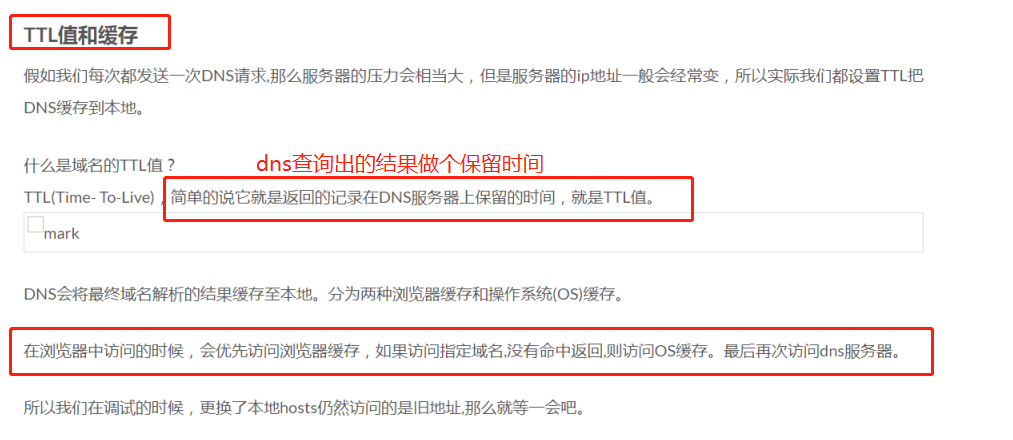 TTL值和缓存
假如我们每次都发送一次DNS请求,那么服务器的压力会相当大，但是服务器的ip地址一般会经常变，所以实际我们都设置TTL把
DNS缓存到本地。
什么是域名的TTL值？
dns查询出的结果做个保留时间
TTL(Time- To-Live)，简单的说它就是返回的记录在DNS服务器上保留的时间，就是TTL值。
mark
DNS会将最终域名解析的结果缓存至本地。分为两种浏览器缓存和操作系统(OS)缓存。
在浏览器中访问的时候，会优先访问浏览器缓存，如果访问指定域名,没有命中返回,则访问OS缓存。最后再次访问dns服务器。
所以我们在调试的时候，更换了本地hosts仍然访问的是旧地址,那么就等一会吧。